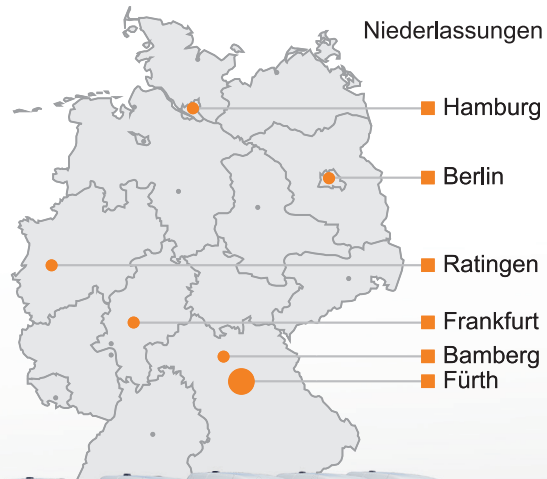 Niederlassungen
Hamburg
Berlin
Ratingen
Frankfurt
Bamberg
Fürth